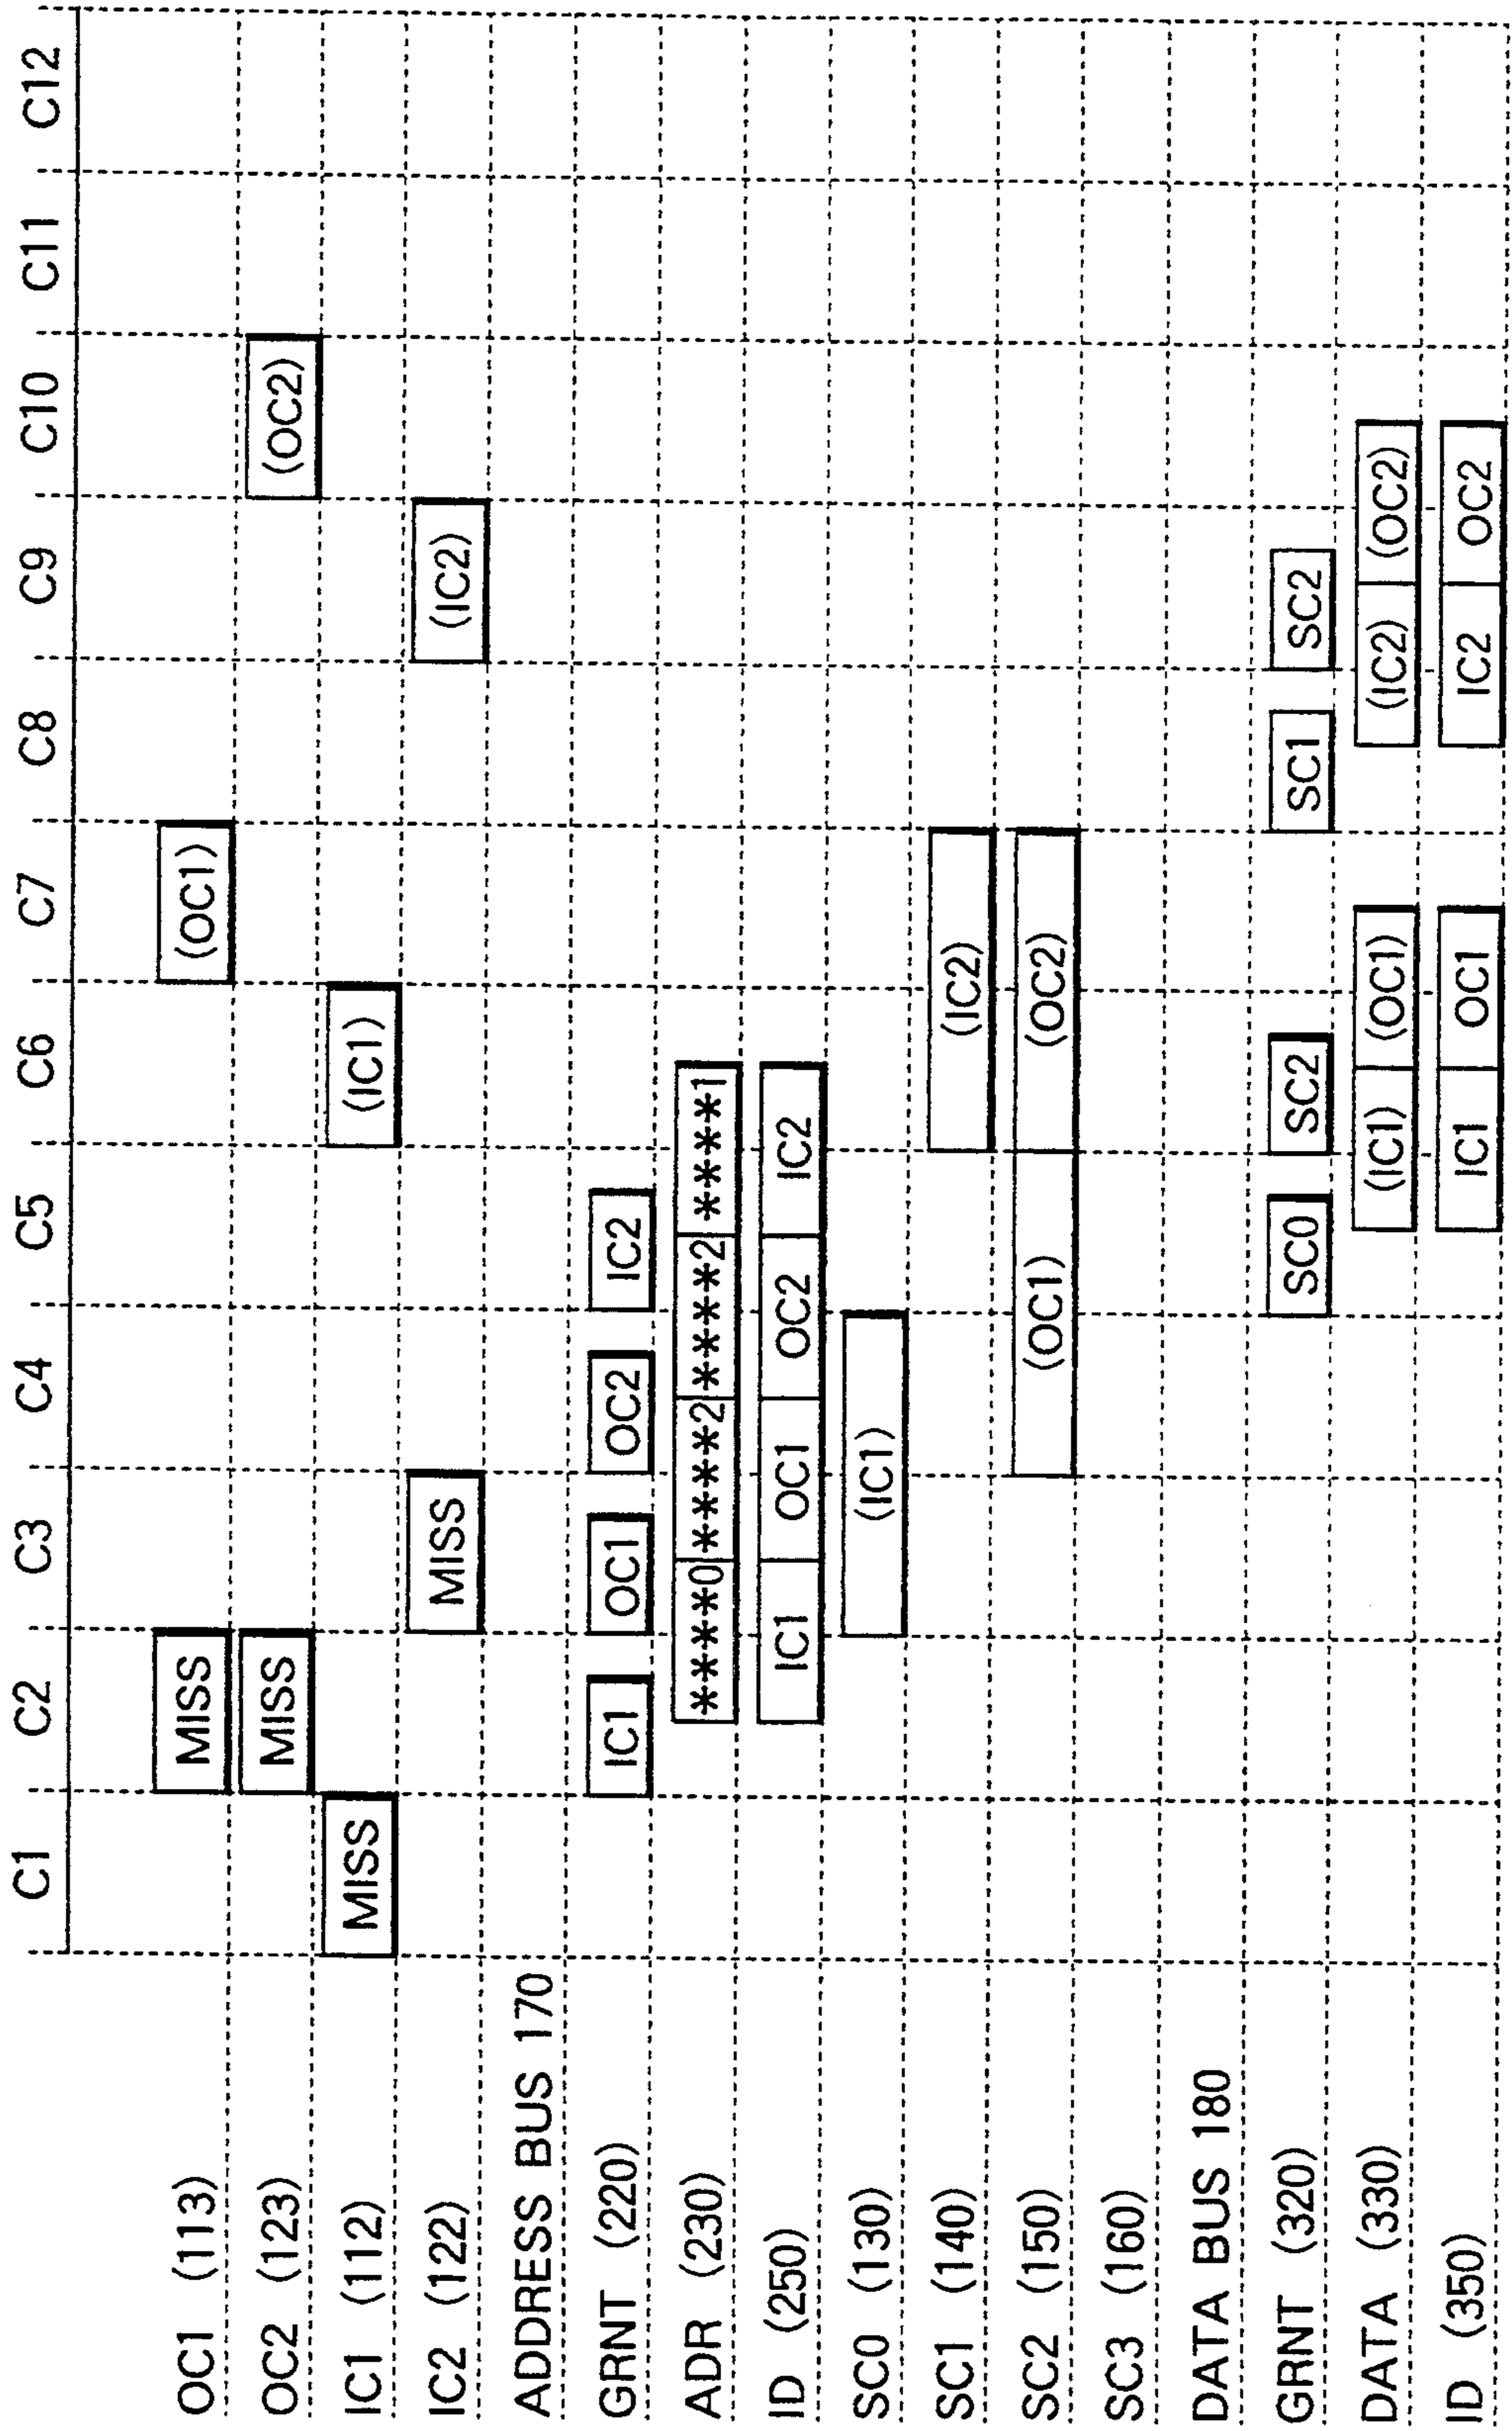 C1 C2 C3 C4 C5 C6 C7 C8 C9 C10 C11 C12
OC1 (113) MISS (OC1)
OC2 (123) MISS (OC2)
IC1 (112) MISS (IC1)
IC2 (122) MISS (IC2)
ADDRESS BUS 170
GRNT (220) IC1 OC1 OC2 IC2
ADR (230) ****0 ****2 ****2 ****1
ID (250) IC1 OC1 OC2 IC2
SC0 (130) (IC1)
SC1 (140) (IC2)
SC2 (150) (OC1) (OC2)
SC3 (160)
DATA BUS 180
GRNT (320) SC0 SC2 SC1 SC2
DATA (330) (IC1) (OC1) (IC2) (OC2)
ID (350) IC1 OC1 IC2 OC2